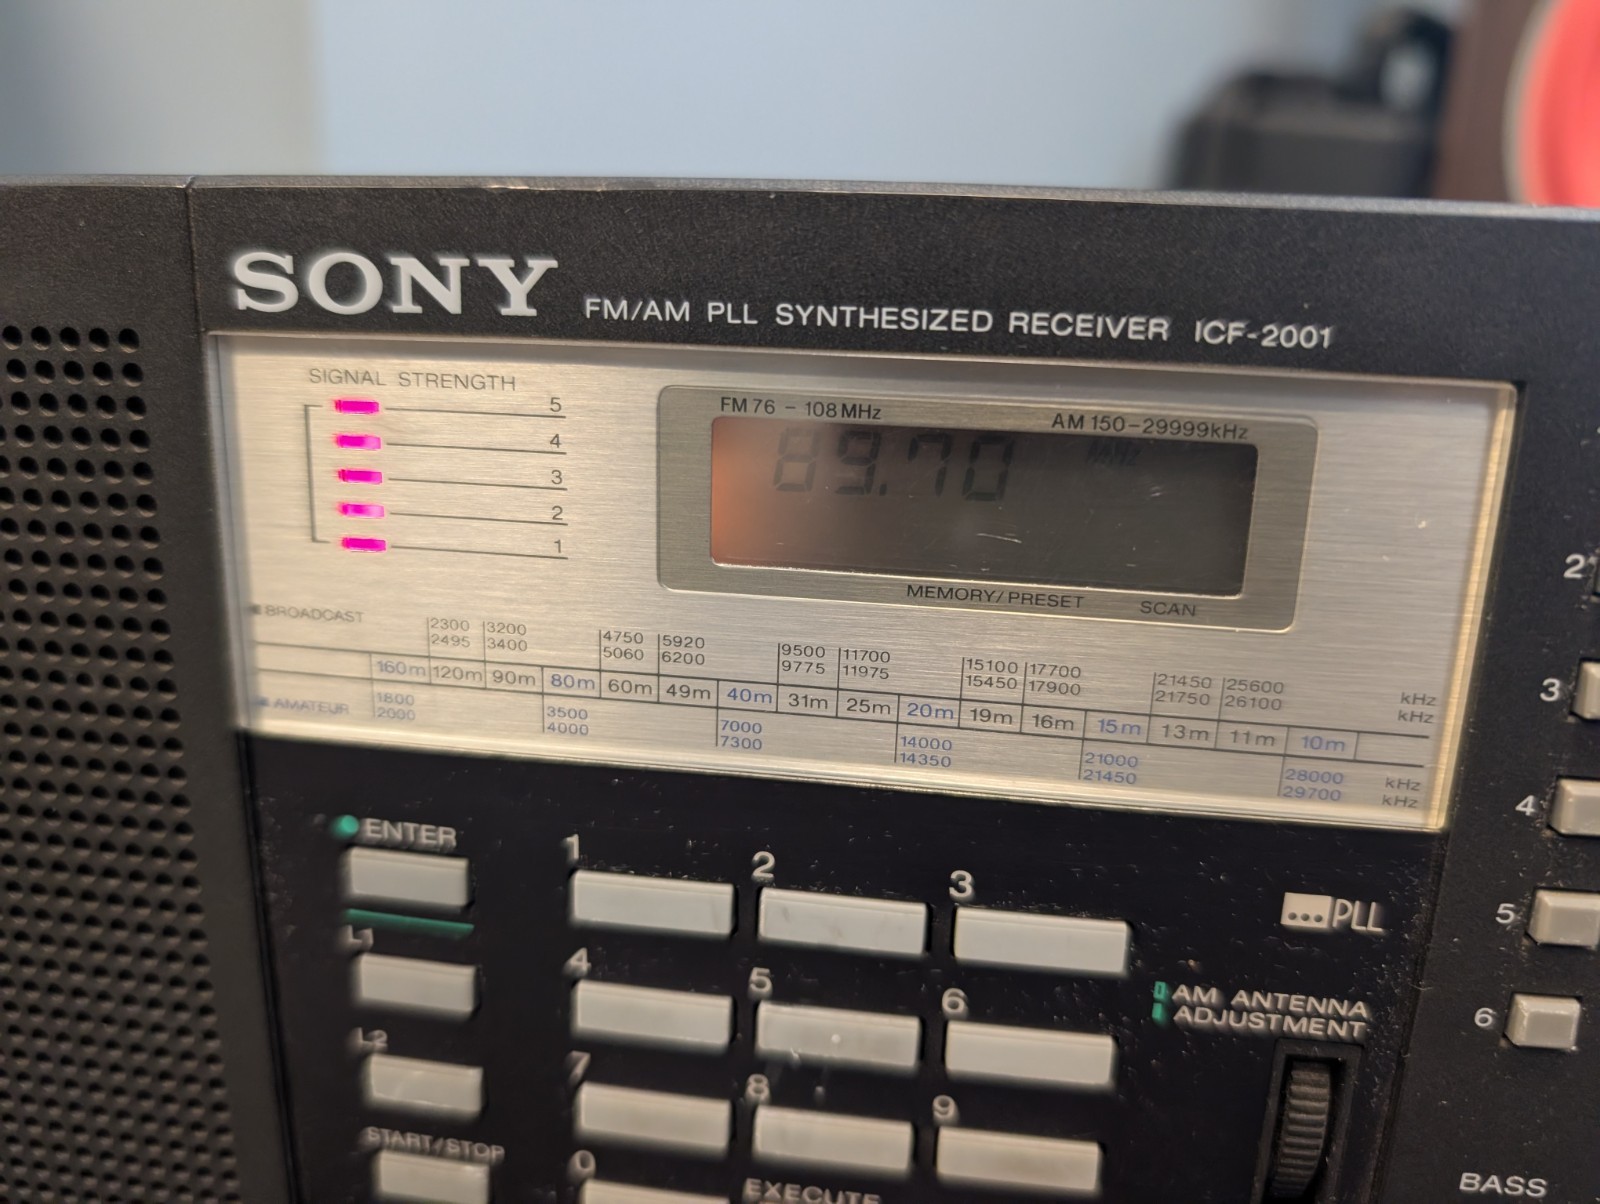 SONY FM/AM PLL SYNTHESIZED RECEIVER ICF-2001
SIGNAL STRENGTH
5
4
3
2
1
FM 76 - 108 MHz AM 150-29999kHz
89.70 MHz
MEMORY/PRESET SCAN
BROADCAST
2300 3200 4750 5920 9500 11700 15100 17700 21450 25600 kHz
2495 3400 5060 6200 9775 11975 15450 17900 21750 26100 kHz
160m 120m 90m 80m 60m 49m 40m 31m 25m 20m 19m 16m 15m 13m 11m 10m
AMATEUR
1800 3500 7000 14000 21000 28000 kHz
2000 4000 7300 14350 21450 29700 kHz
ENTER
1 2 3
PLL
L1
4 5 6
AM ANTENNA
ADJUSTMENT
L2
7 8 9
START/STOP
0
EXECUTE
2
3
4
5
6
BASS